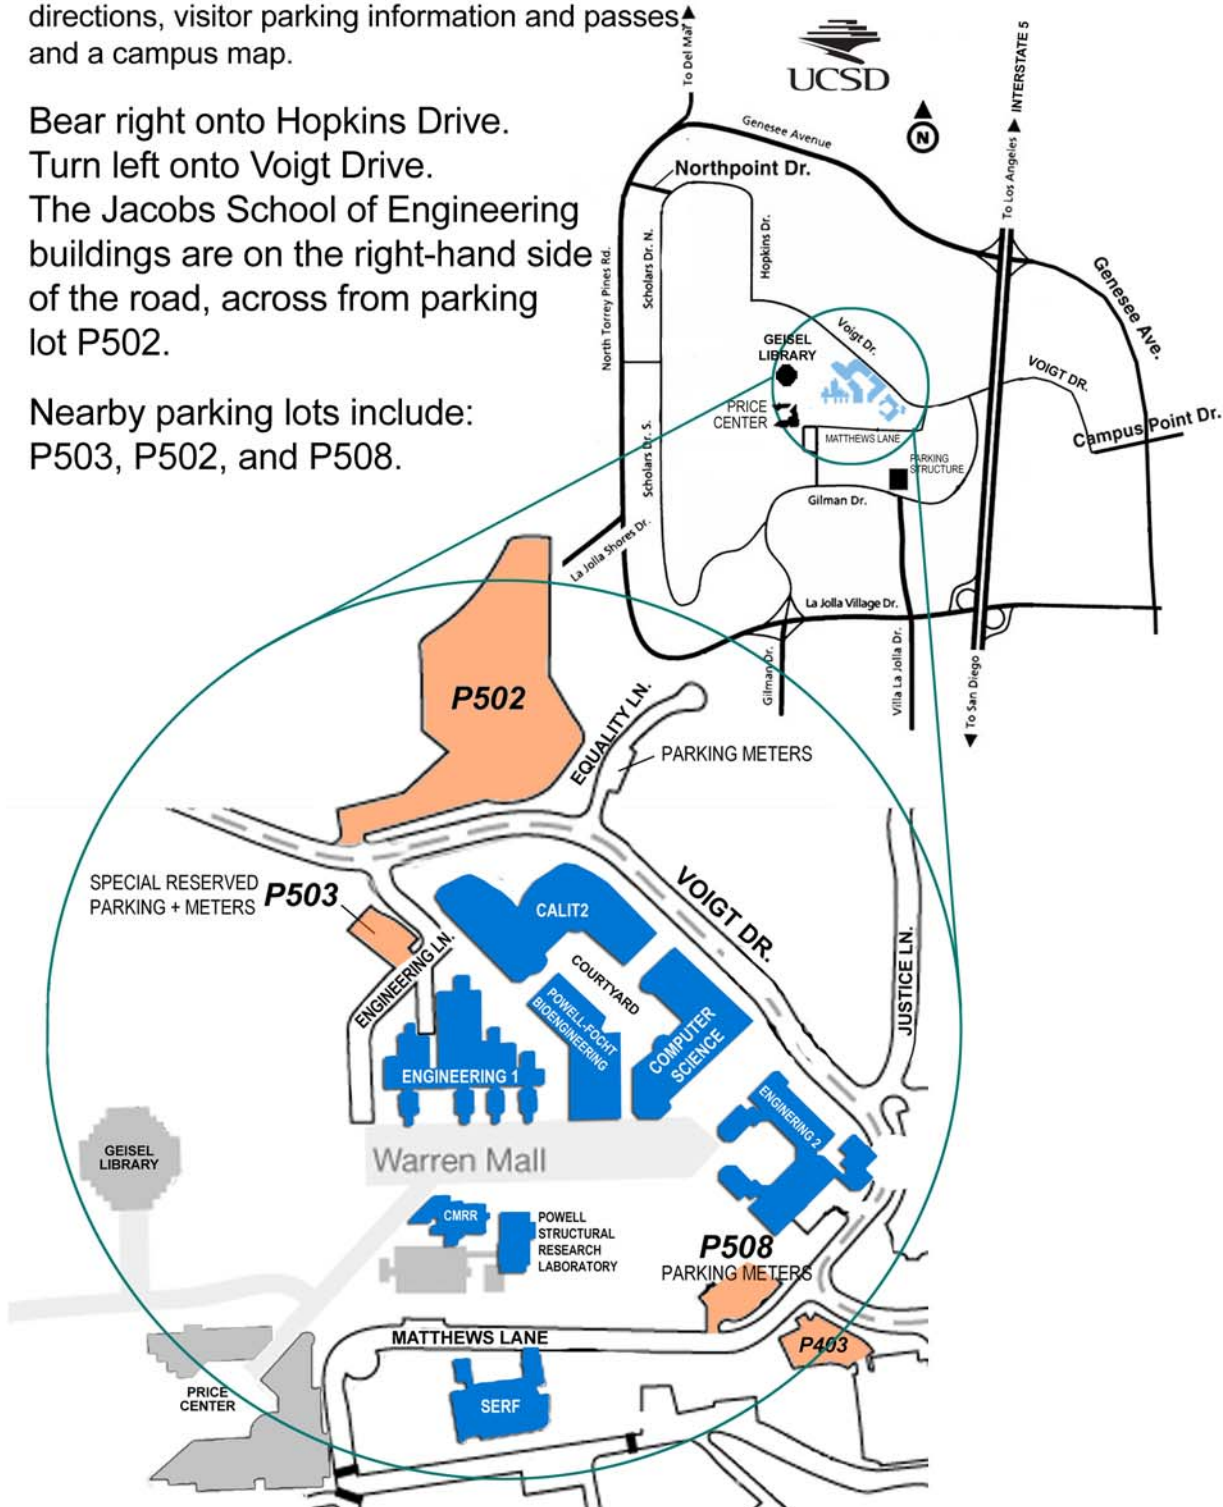 directions, visitor parking information and passes
and a campus map.
Bear right onto Hopkins Drive.
Turn left onto Voigt Drive.
The Jacobs School of Engineering
buildings are on the right-hand side
of the road, across from parking
lot P502.
Nearby parking lots include:
P503, P502, and P508.
UCSD
N
To Del Mar
To Los Angeles
INTERSTATE 5
Genesee Avenue
Northpoint Dr.
Hopkins Dr.
Scholars Dr. N.
North Torrey Pines Rd.
Genesee Ave.
Voigt Dr.
GEISEL
LIBRARY
VOIGT DR.
PRICE
CENTER
Campus Point Dr.
MATTHEWS LANE
PARKING
STRUCTURE
Scholars Dr. S.
Gilman Dr.
La Jolla Shores Dr.
La Jolla Village Dr.
Gilman Dr.
Villa La Jolla Dr.
To San Diego
P502
EQUALITY LN.
PARKING METERS
SPECIAL RESERVED
PARKING + METERS
P503
VOIGT DR.
CALIT2
ENGINEERING LN.
COURTYARD
JUSTICE LN.
POWELL-FOCHT
BIOENGINEERING
COMPUTER
SCIENCE
ENGINEERING 1
ENGINERING 2
GEISEL
LIBRARY
Warren Mall
CMRR
POWELL
STRUCTURAL
RESEARCH
LABORATORY
P508
PARKING METERS
MATTHEWS LANE
P403
PRICE
CENTER
SERF